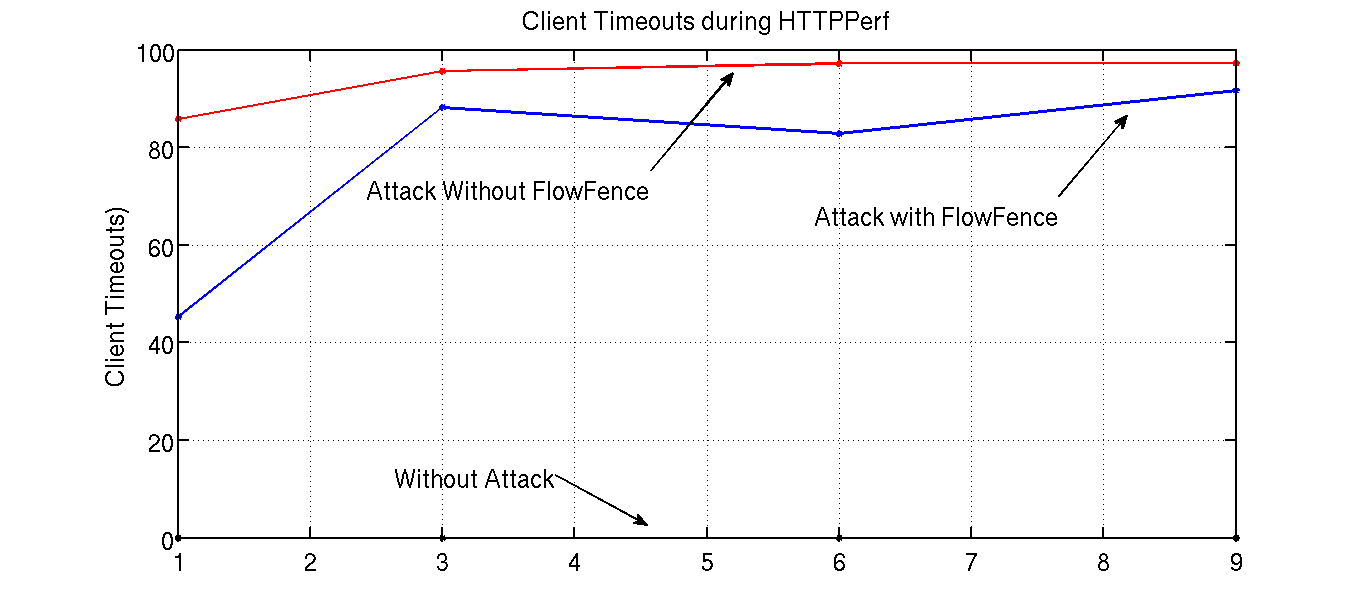 Client Timeouts during HTTPPerf
100
80
60
40
20
0
Client Timeouts)
Attack Without FlowFence
Attack with FlowFence
Without Attack
1 2 3 4 5 6 7 8 9